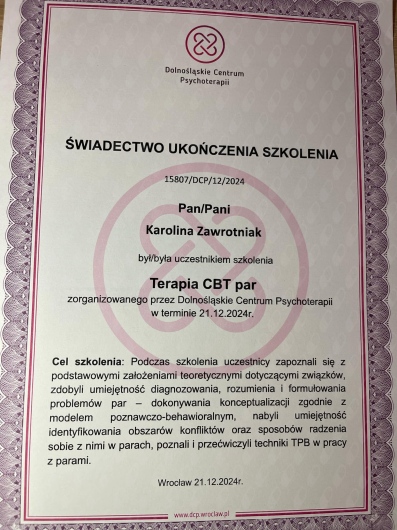 Dolnośląskie Centrum
Psychoterapii
ŚWIADECTWO UKOŃCZENIA SZKOLENIA
15807/DCP/12/2024
Pan/Pani
Karolina Zawrotniak
był/była uczestnikiem szkolenia
Terapia CBT par
zorganizowanego przez Dolnośląskie Centrum Psychoterapii
w terminie 21.12.2024r.
Cel szkolenia: Podczas szkolenia uczestnicy zapoznali się z
podstawowymi założeniami teoretycznymi dotyczącymi związków,
zdobyli umiejętność diagnozowania, rozumienia i formułowania
problemów par – dokonywania konceptualizacji zgodnie z
modelem poznawczo-behawioralnym, nabyli umiejętność
identyfikowania obszarów konfliktów oraz sposobów radzenia
sobie z nimi w parach, poznali i przećwiczyli techniki TPB w pracy
z parami.
Wrocław 21.12.2024r.
www.dcp.wroclaw.pl